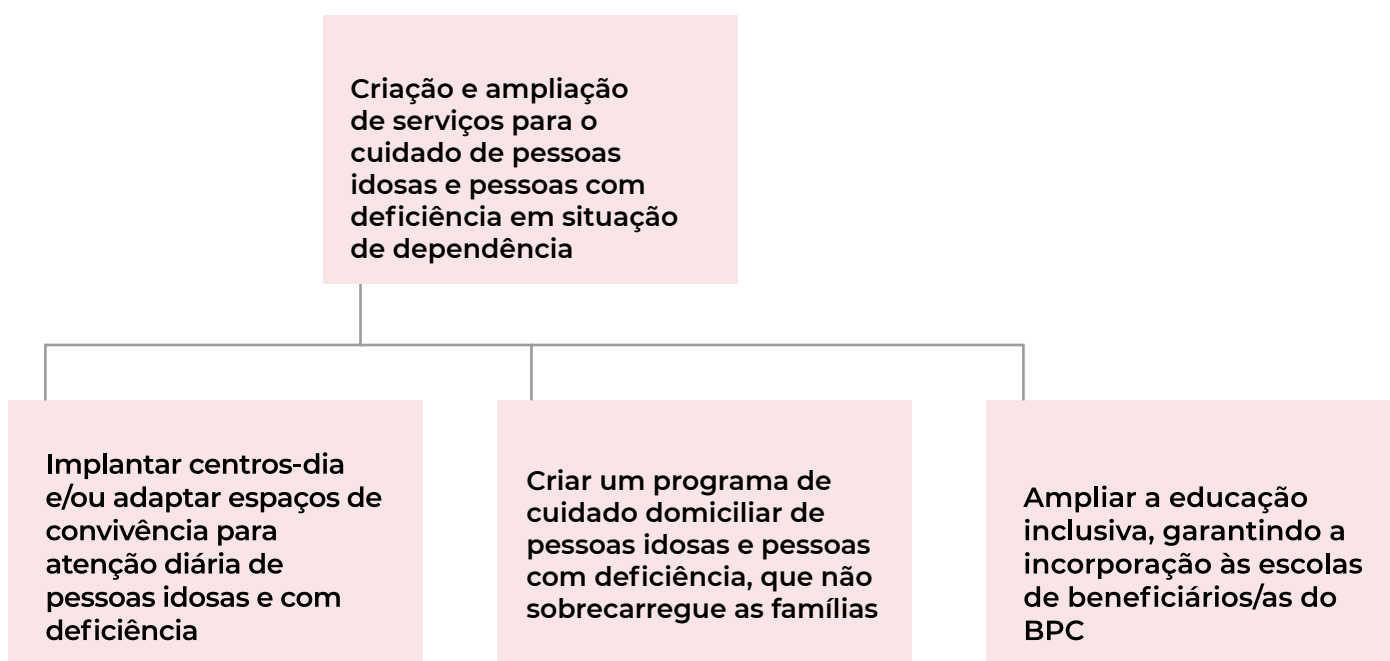 Criação e ampliação
de serviços para o
cuidado de pessoas
idosas e pessoas com
deficiência em situação
de dependência
Implantar centros-dia
e/ou adaptar espaços de
convivência para
atenção diária de
pessoas idosas e com
deficiência
Criar um programa de
cuidado domiciliar de
pessoas idosas e pessoas
com deficiência, que não
sobrecarregue as famílias
Ampliar a educação
inclusiva, garantindo a
incorporação às escolas
de beneficiários/as do
BPC